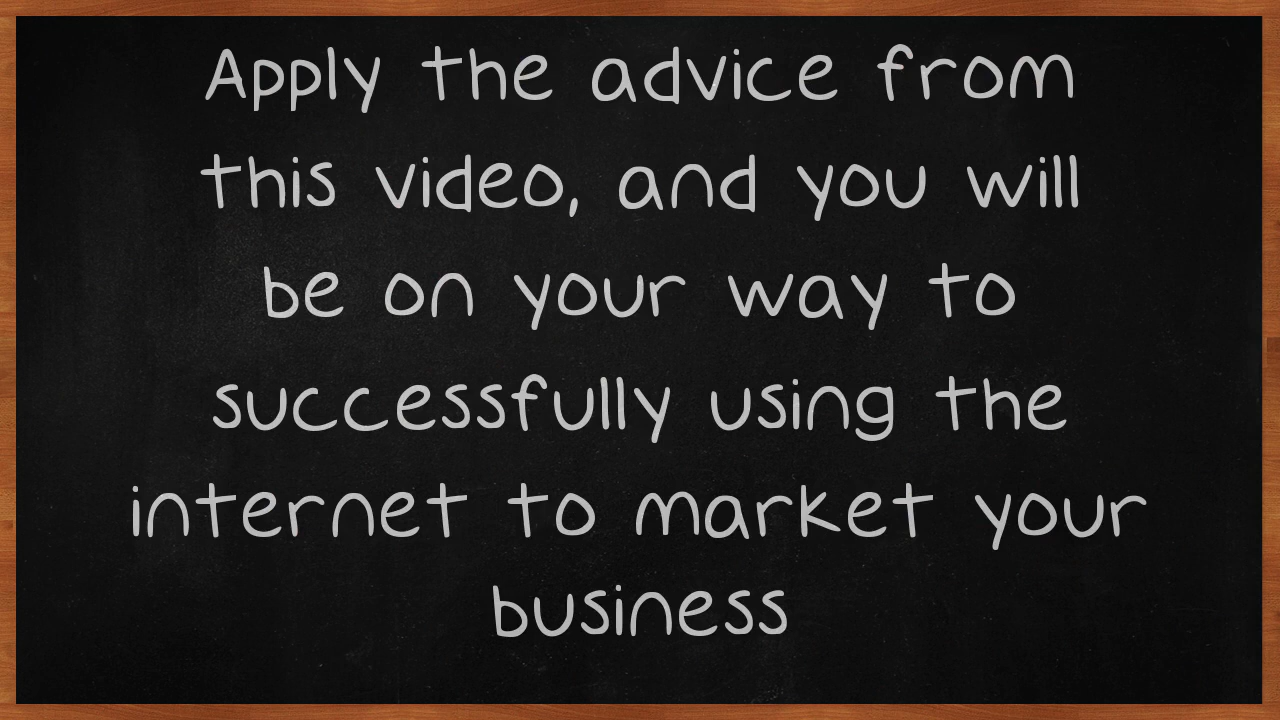 Apply the advice from
this video, and you will
be on your way to
successfully using the
internet to market your
business